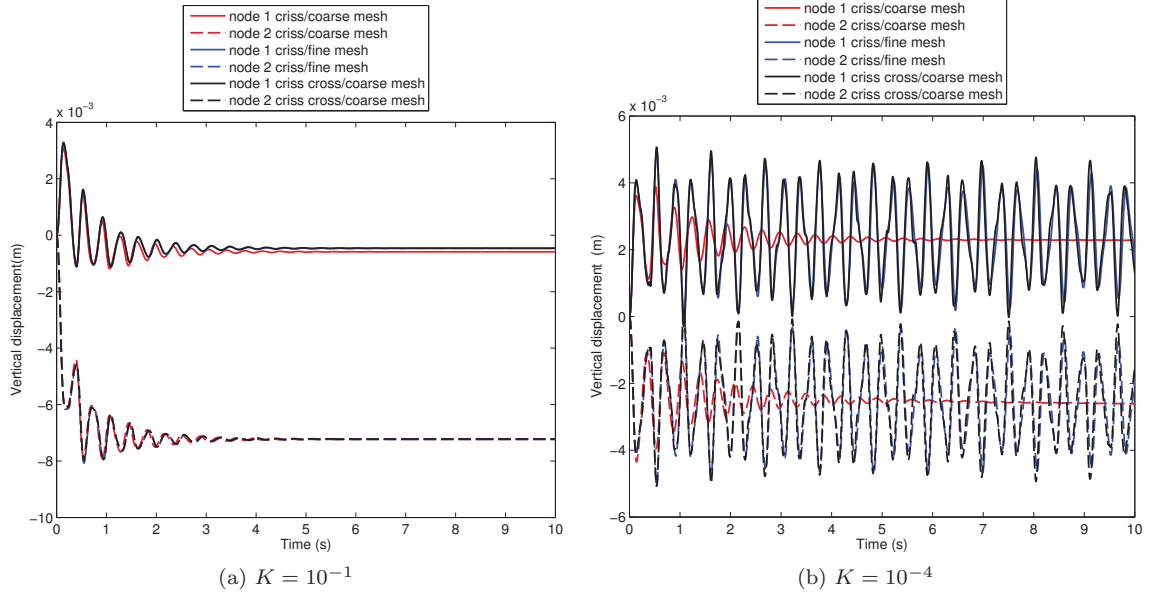 node 1 criss/coarse mesh
node 2 criss/coarse mesh
node 1 criss/fine mesh
node 2 criss/fine mesh
node 1 criss cross/coarse mesh
node 2 criss cross/coarse mesh
x 10⁻³
4
2
0
−2
−4
−6
−8
−10
Vertical displacement(m)
0 1 2 3 4 5 6 7 8 9 10
Time (s)
(a) K = 10⁻¹
node 1 criss/coarse mesh
node 2 criss/coarse mesh
node 1 criss/fine mesh
node 2 criss/fine mesh
node 1 criss cross/coarse mesh
node 2 criss cross/coarse mesh
x 10⁻³
6
4
2
0
−2
−4
−6
Vertical displacement (m)
0 1 2 3 4 5 6 7 8 9 10
Time (s)
(b) K = 10⁻⁴